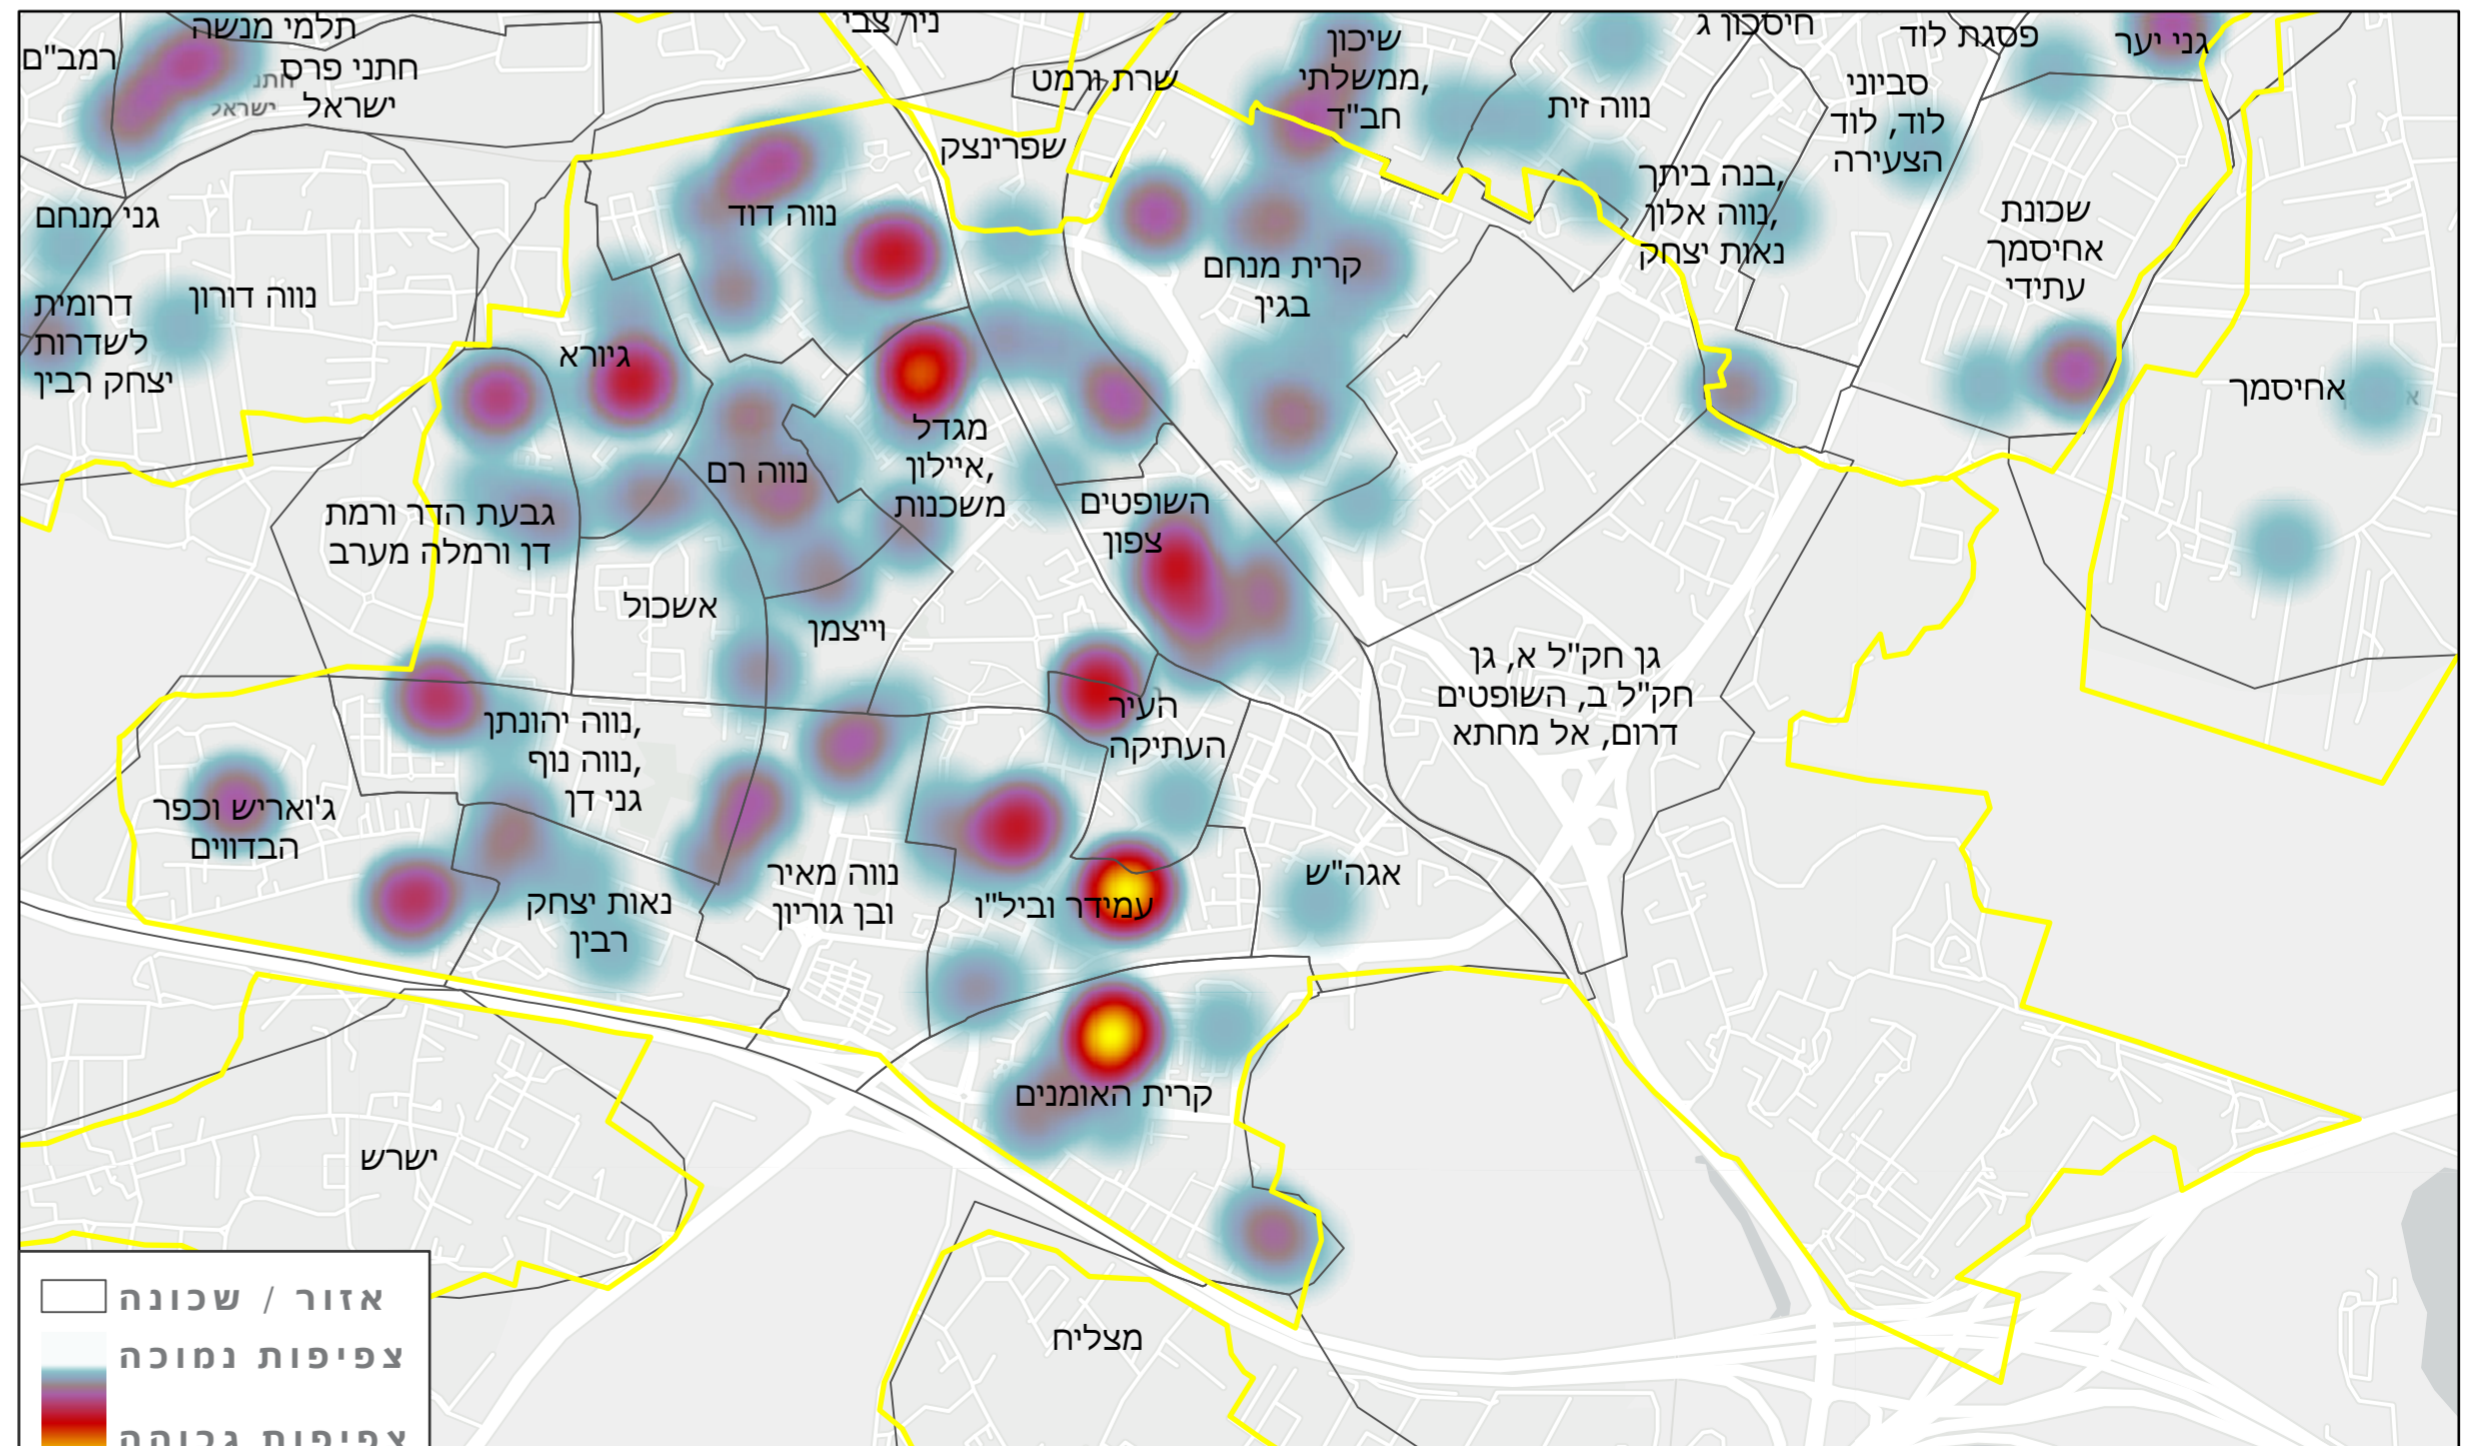 תלמי מנשה
רמב"ם
חתני פרס
ישראל
ישראל
ניר צבי
שרת ורמט
שפרינצק
שיכון
ממשלתי,
חב"ד
נווה זית
חיסכון ג
פסגת לוד
גני יער
סביוני
לוד, לוד
הצעירה
בנה ביתך,
נווה אלון,
נאות יצחק
שכונת
אחיסמך
עתידי
אחיסמך
גני מנחם
נווה דורון
דרומית
לשדרות
יצחק רבין
נווה דוד
גיורא
קרית מנחם
בגין
מגדל
איילון,
משכנות
נווה רם
גבעת הדר ורמת
דן ורמלה מערב
השופטים
צפון
אשכול
וייצמן
גן חק"ל א, גן
חק"ל ב, השופטים
דרום, אל מחתא
העיר
העתיקה
נווה יהונתן,
נווה נוף,
גני דן
ג'ואריש וכפר
הבדווים
נווה מאיר
ובן גוריון
נאות יצחק
רבין
עמידר וביל"ו
אגה"ש
קרית האומנים
ישרש
מצליח
אזור / שכונה
צפיפות נמוכה
צפיפות גבוהה